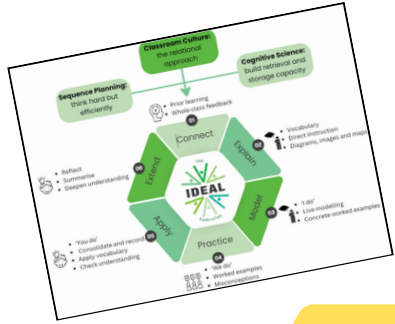 Classroom Culture:
the relational
approach
Sequence Planning:
think hard but
efficiently
Cognitive Science:
build retrieval and
storage capacity
• Prior learning
• Whole class feedback
01
Connect
02
Explain
• Vocabulary
• Direct instruction
• Diagrams, images and maps
03
Model
• 'I do'
• Live modelling
• Concrete worked examples
04
Practice
• 'We do'
• Worked examples
• Misconceptions
05
Apply
• 'You do'
• Consolidate and record
• Apply vocabulary
• Check understanding
06
Extend
• Reflect
• Summarise
• Deepen understanding
IDEAL